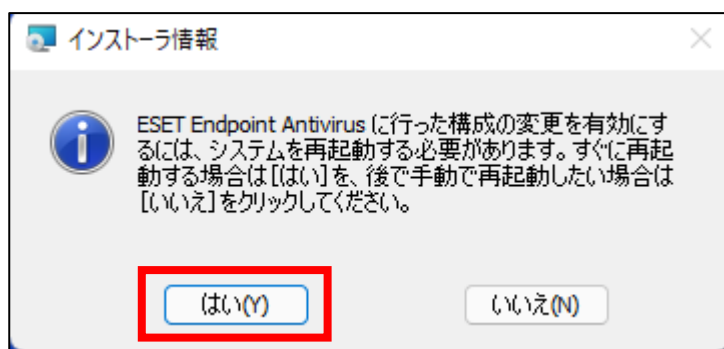 インストーラ情報
ESET Endpoint Antivirus に行った構成の変更を有効にす
るには、システムを再起動する必要があります。すぐに再起
動する場合は[はい]を、後で手動で再起動したい場合は
[いいえ]をクリックしてください。
はい(Y)
いいえ(N)